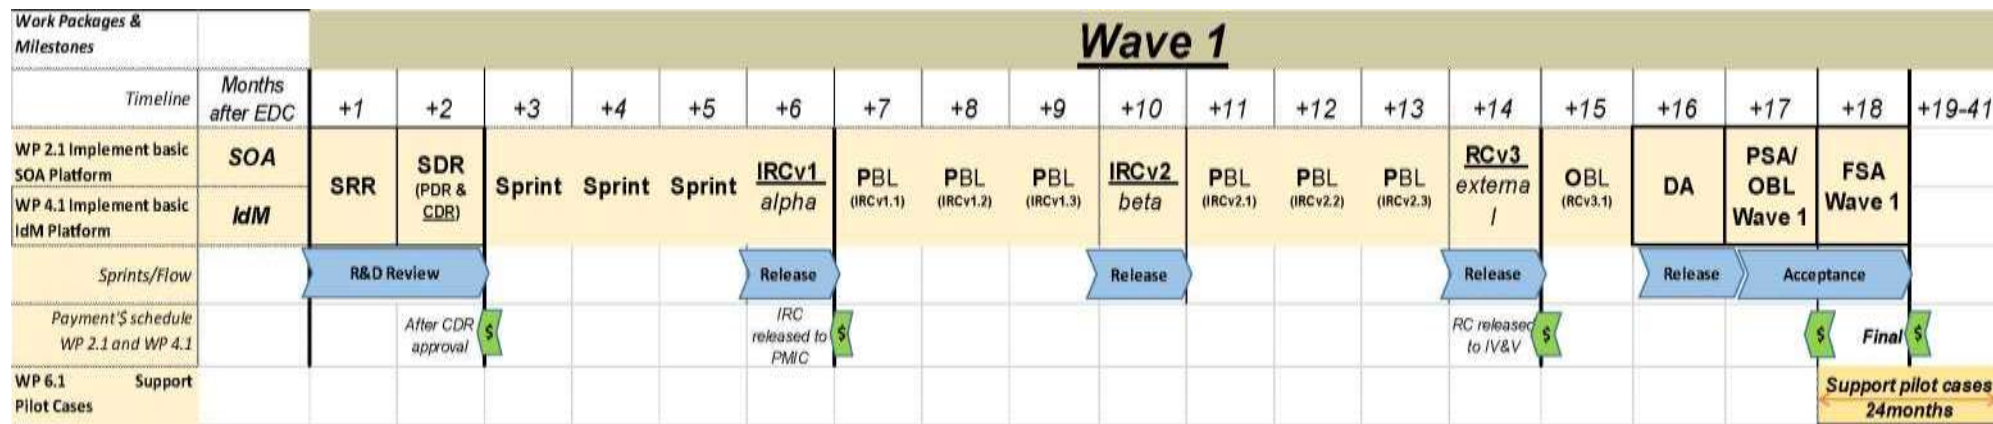 Work Packages &
Milestones
Wave 1
Timeline
Months
after EDC
+1 +2 +3 +4 +5 +6 +7 +8 +9 +10 +11 +12 +13 +14 +15 +16 +17 +18 +19-41
WP 2.1 Implement basic
SOA Platform
SOA
WP 4.1 Implement basic
IdM Platform
IdM
SRR
SDR
(PDR &
CDR)
Sprint
Sprint
Sprint
IRCv1
alpha
PBL
(IRCv1.1)
PBL
(IRCv1.2)
PBL
(IRCv1.3)
IRCv2
beta
PBL
(IRCv2.1)
PBL
(IRCv2.2)
PBL
(IRCv2.3)
RCv3
externa
l
OBL
(RCv3.1)
DA
PSA/
OBL
Wave 1
FSA
Wave 1
Sprints/Flow
R&D Review
Release
Release
Release
Release
Acceptance
Payment'$ schedule
WP 2.1 and WP 4.1
After CDR
approval
$
IRC
released to
PMIC
$
RC released
to IV&V
$
$
Final
$
WP 6.1 Support
Pilot Cases
Support pilot cases
24months